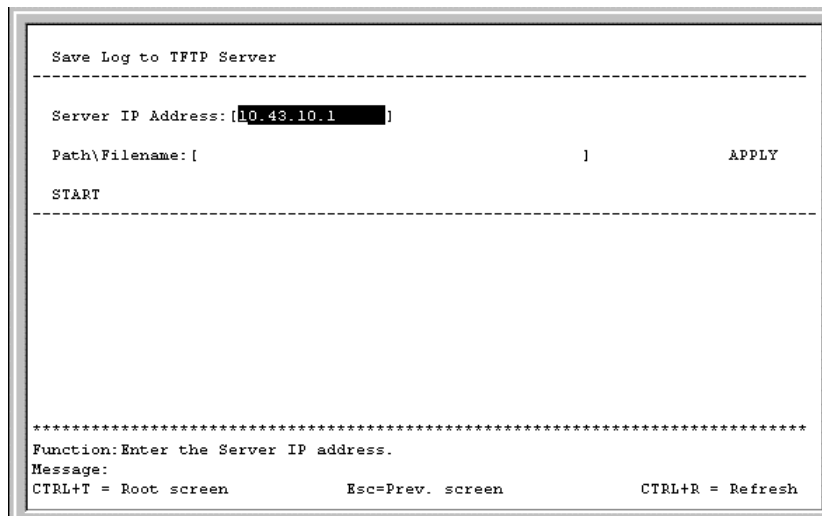 Save Log to TFTP Server
--------------------------------------------------------------------------------
Server IP Address:[10.43.10.1     ]
Path\Filename:[                                        ]               APPLY
START
--------------------------------------------------------------------------------
********************************************************************************
Function:Enter the Server IP address.
Message:
CTRL+T = Root screen            Esc=Prev. screen              CTRL+R = Refresh